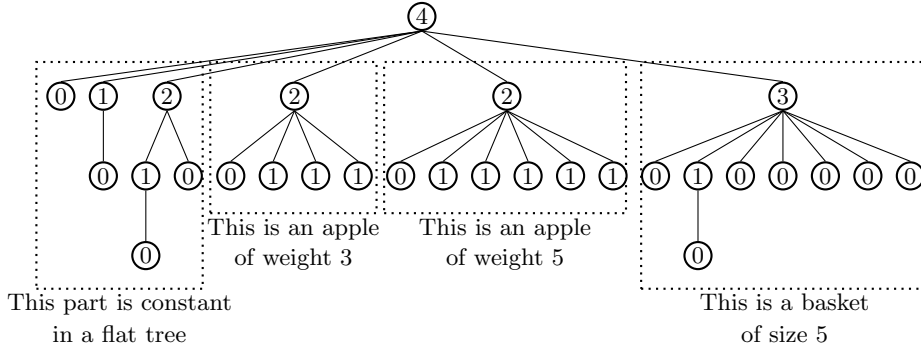 4
0 1 2 2 2 3
0 1 0 0 1 1 1 0 1 1 1 1 1 0 1 0 0 0 0 0
This is an apple
of weight 3
This is an apple
of weight 5
0 0
This part is constant
in a flat tree
This is a basket
of size 5